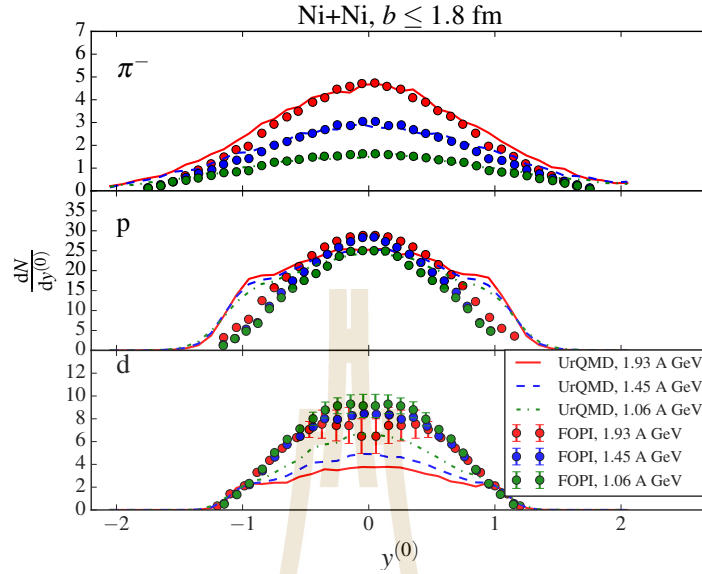 Ni+Ni, b ≤ 1.8 fm
7
6
5
4
3
2
1
0
π⁻
35
30
25
20
15
10
5
0
p
dN
dy⁽⁰⁾
12
10
8
6
4
2
0
d
UrQMD, 1.93 A GeV
UrQMD, 1.45 A GeV
UrQMD, 1.06 A GeV
FOPI, 1.93 A GeV
FOPI, 1.45 A GeV
FOPI, 1.06 A GeV
−2 −1 0 1 2
y⁽⁰⁾